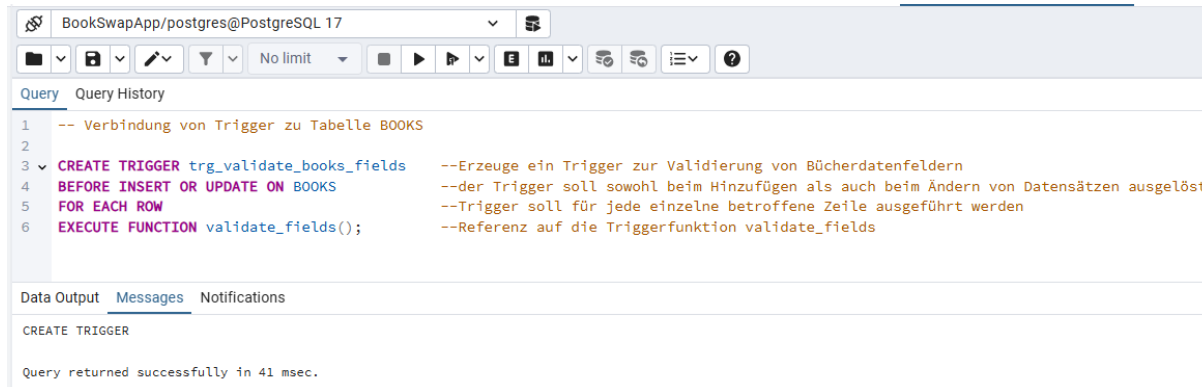 BookSwapApp/postgres@PostgreSQL 17
No limit
Query Query History
1 -- Verbindung von Trigger zu Tabelle BOOKS
2
3 CREATE TRIGGER trg_validate_books_fields --Erzeuge ein Trigger zur Validierung von Bücherdatenfeldern
4 BEFORE INSERT OR UPDATE ON BOOKS --der Trigger soll sowohl beim Hinzufügen als auch beim Ändern von Datensätzen ausgelöst
5 FOR EACH ROW --Trigger soll für jede einzelne betroffene Zeile ausgeführt werden
6 EXECUTE FUNCTION validate_fields(); --Referenz auf die Triggerfunktion validate_fields
Data Output Messages Notifications
CREATE TRIGGER
Query returned successfully in 41 msec.